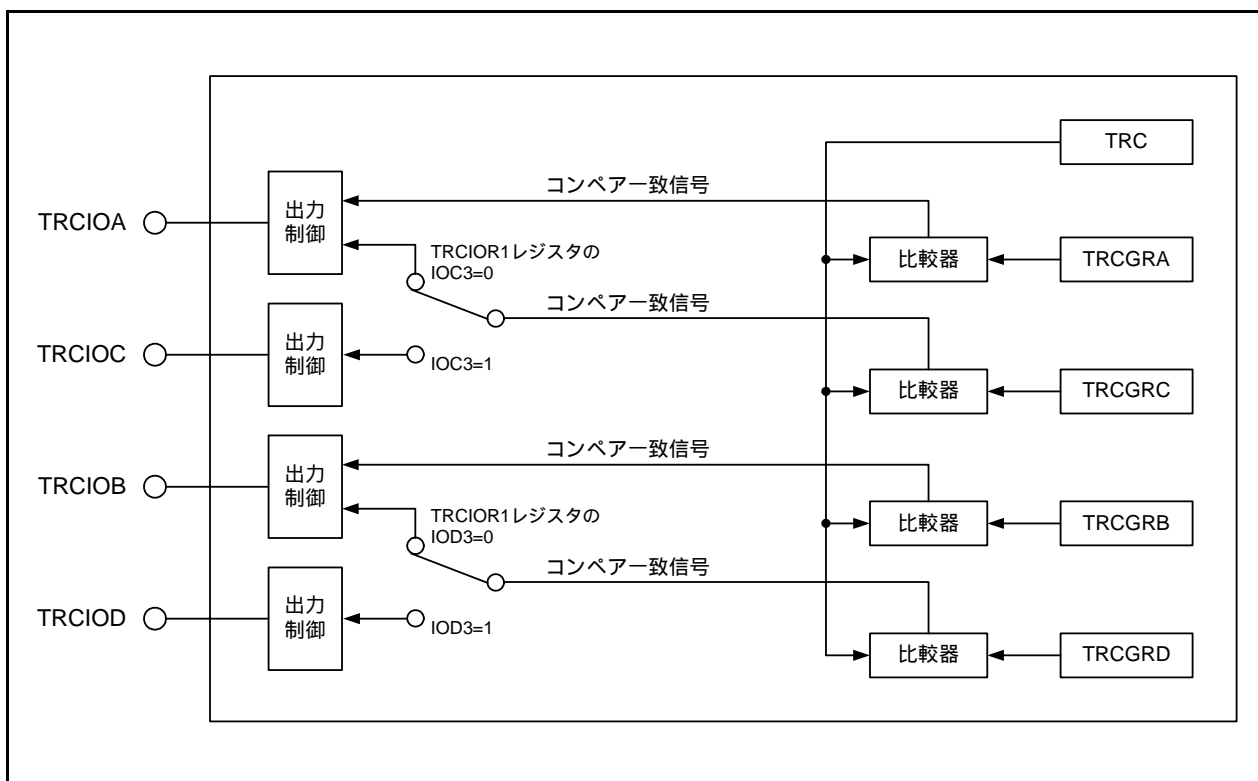 TRC
コンペア一致信号
TRCIOA
出力
制御
TRCIOR1レジスタの
IOC3=0
比較器
TRCGRA
コンペア一致信号
TRCIOC
出力
制御
IOC3=1
比較器
TRCGRC
コンペア一致信号
TRCIOB
出力
制御
TRCIOR1レジスタの
IOD3=0
比較器
TRCGRB
コンペア一致信号
TRCIOD
出力
制御
IOD3=1
比較器
TRCGRD